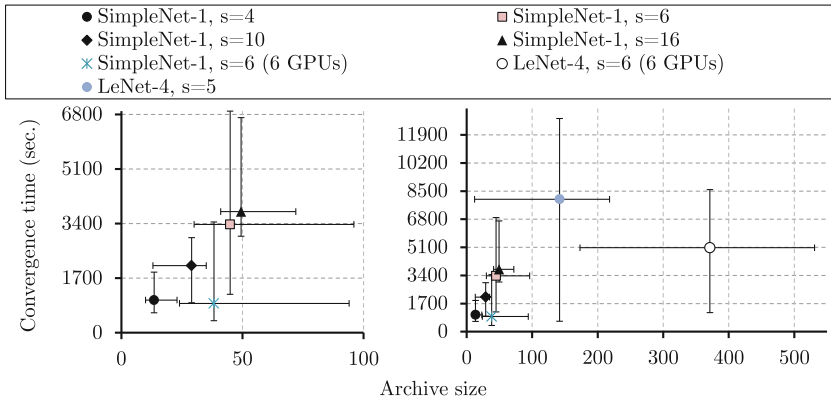 SimpleNet-1, s=4
SimpleNet-1, s=6
SimpleNet-1, s=10
SimpleNet-1, s=16
SimpleNet-1, s=6 (6 GPUs)
LeNet-4, s=6 (6 GPUs)
LeNet-4, s=5
Convergence time (sec.)
6800
5100
3400
1700
0
0 50 100
11900
10200
8500
6800
5100
3400
1700
0
0 100 200 300 400 500
Archive size